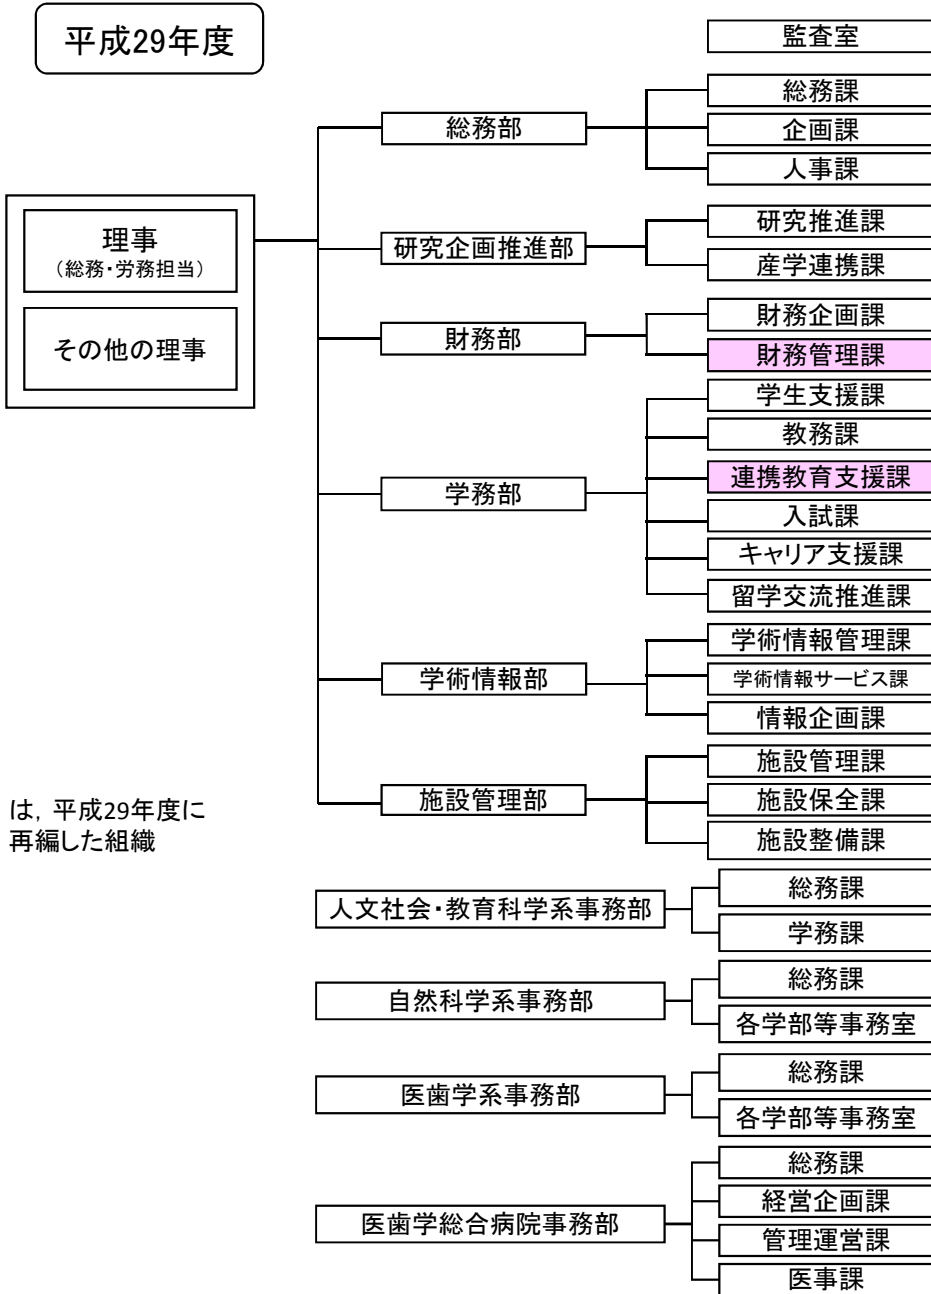 平成29年度
監査室
総務部
総務課
企画課
人事課
理事
（総務・労務担当）
その他の理事
研究企画推進部
研究推進課
産学連携課
財務部
財務企画課
財務管理課
学務部
学生支援課
教務課
連携教育支援課
入試課
キャリア支援課
留学交流推進課
学術情報部
学術情報管理課
学術情報サービス課
情報企画課
施設管理部
施設管理課
施設保全課
施設整備課
は，平成29年度に
再編した組織
人文社会・教育科学系事務部
総務課
学務課
自然科学系事務部
総務課
各学部等事務室
医歯学系事務部
総務課
各学部等事務室
医歯学総合病院事務部
総務課
経営企画課
管理運営課
医事課